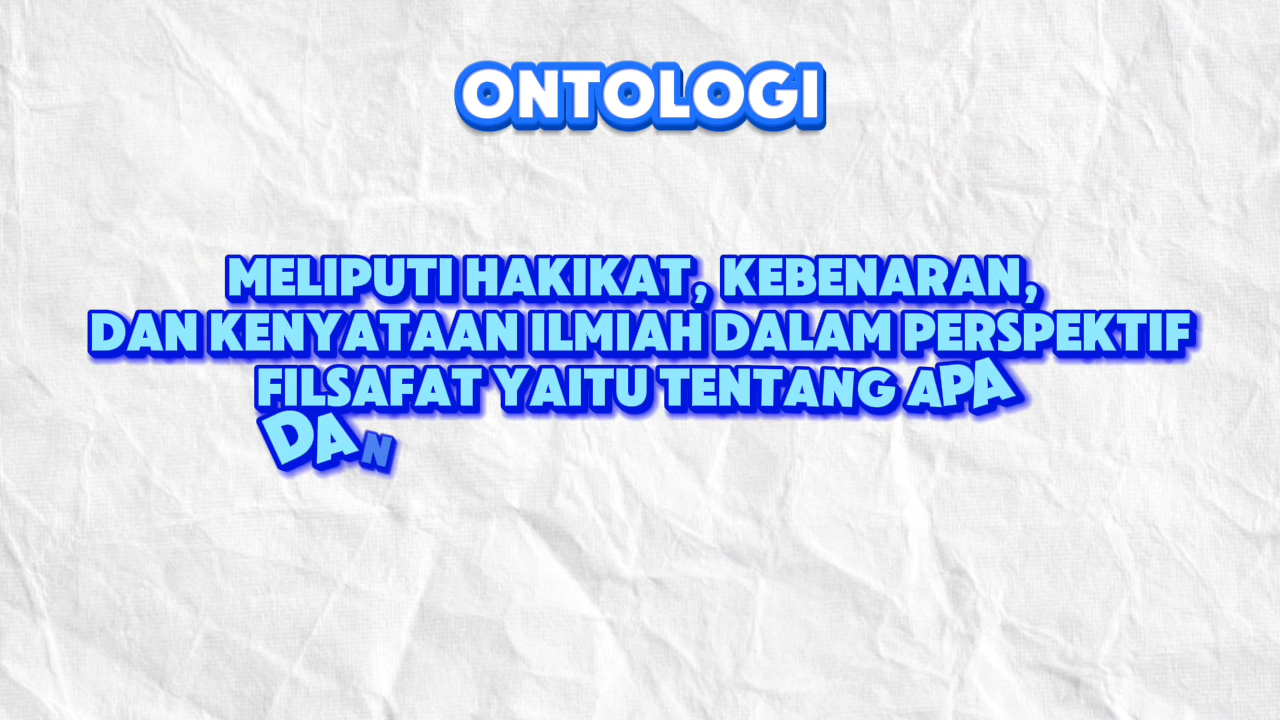 ONTOLOGI
MELIPUTI HAKIKAT, KEBENARAN,
DAN KENYATAAN ILMIAH DALAM PERSPEKTIF
FILSAFAT YAITU TENTANG APA
DAN